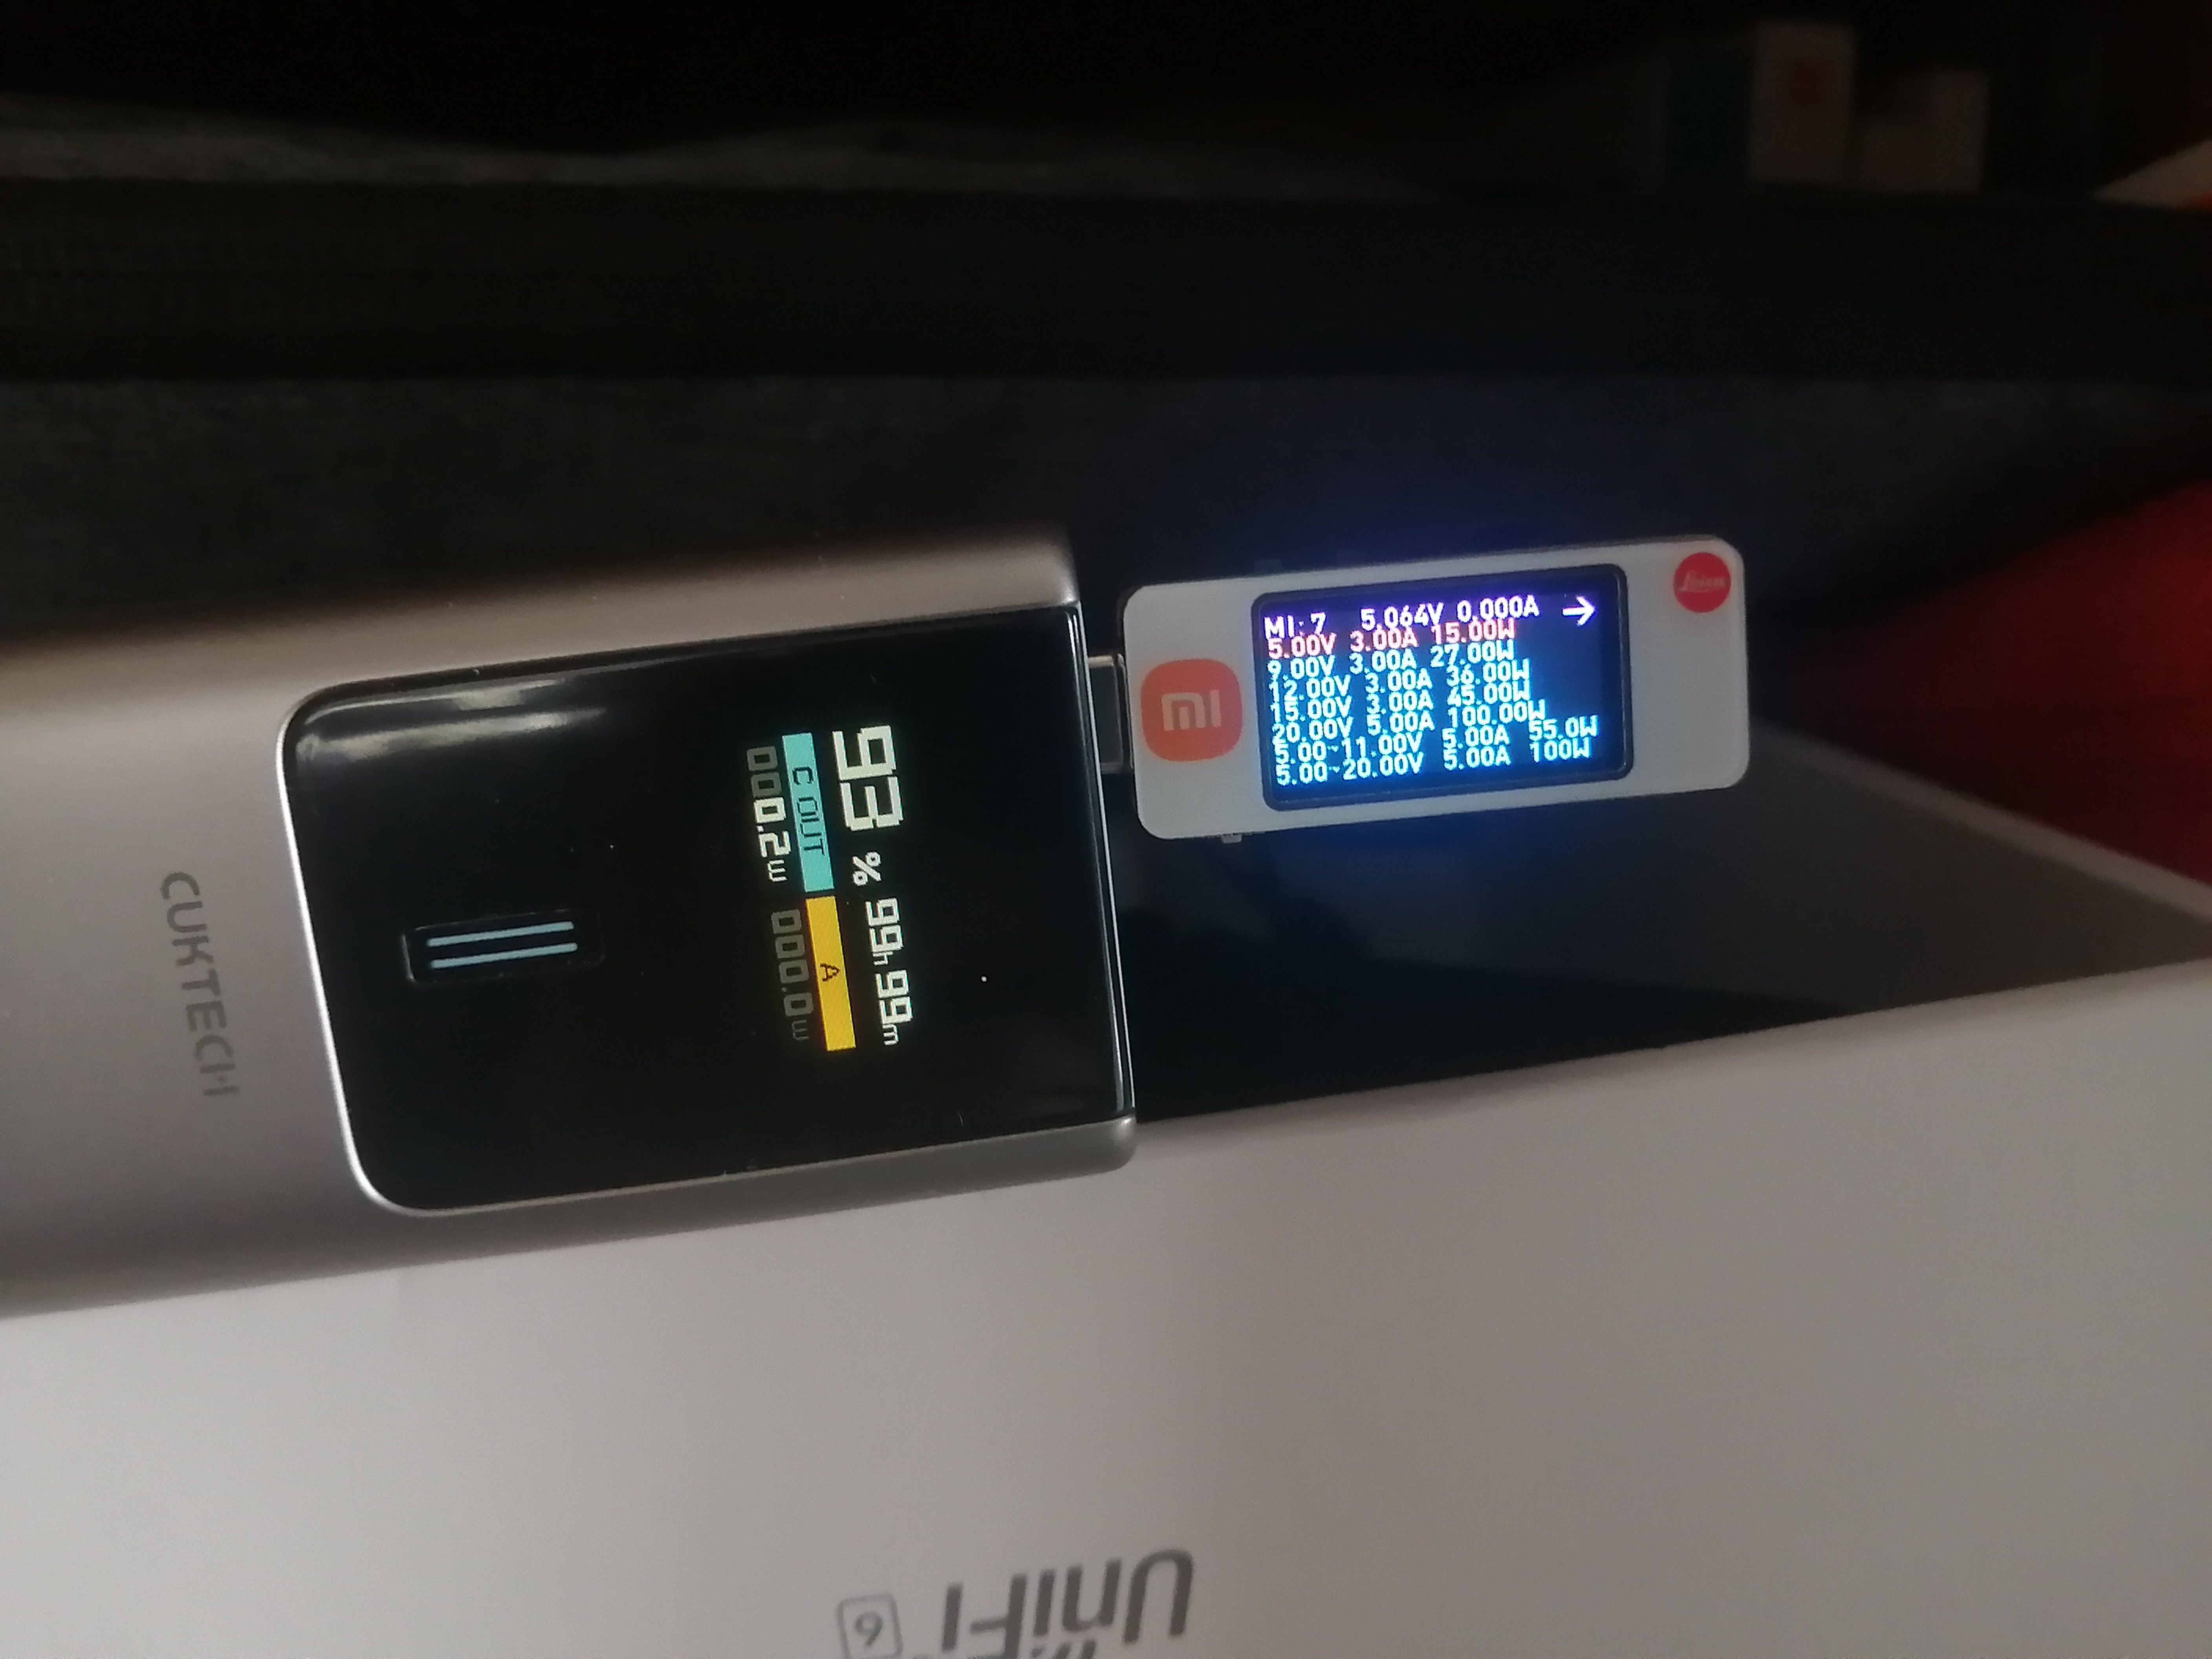 MI:7 5.064V 0.000A →
5.00V 3.00A 15.00W
9.00V 3.00A 27.00W
12.00V 3.00A 36.00W
15.00V 3.00A 45.00W
20.00V 5.00A 100.00W
5.00~11.00V 5.00A 55.0W
5.00~20.00V 5.00A 100W
mi
Leica
93 % 99h99m
C OUT A
000.2w 000.0w
CUKTECH
UniFi 6